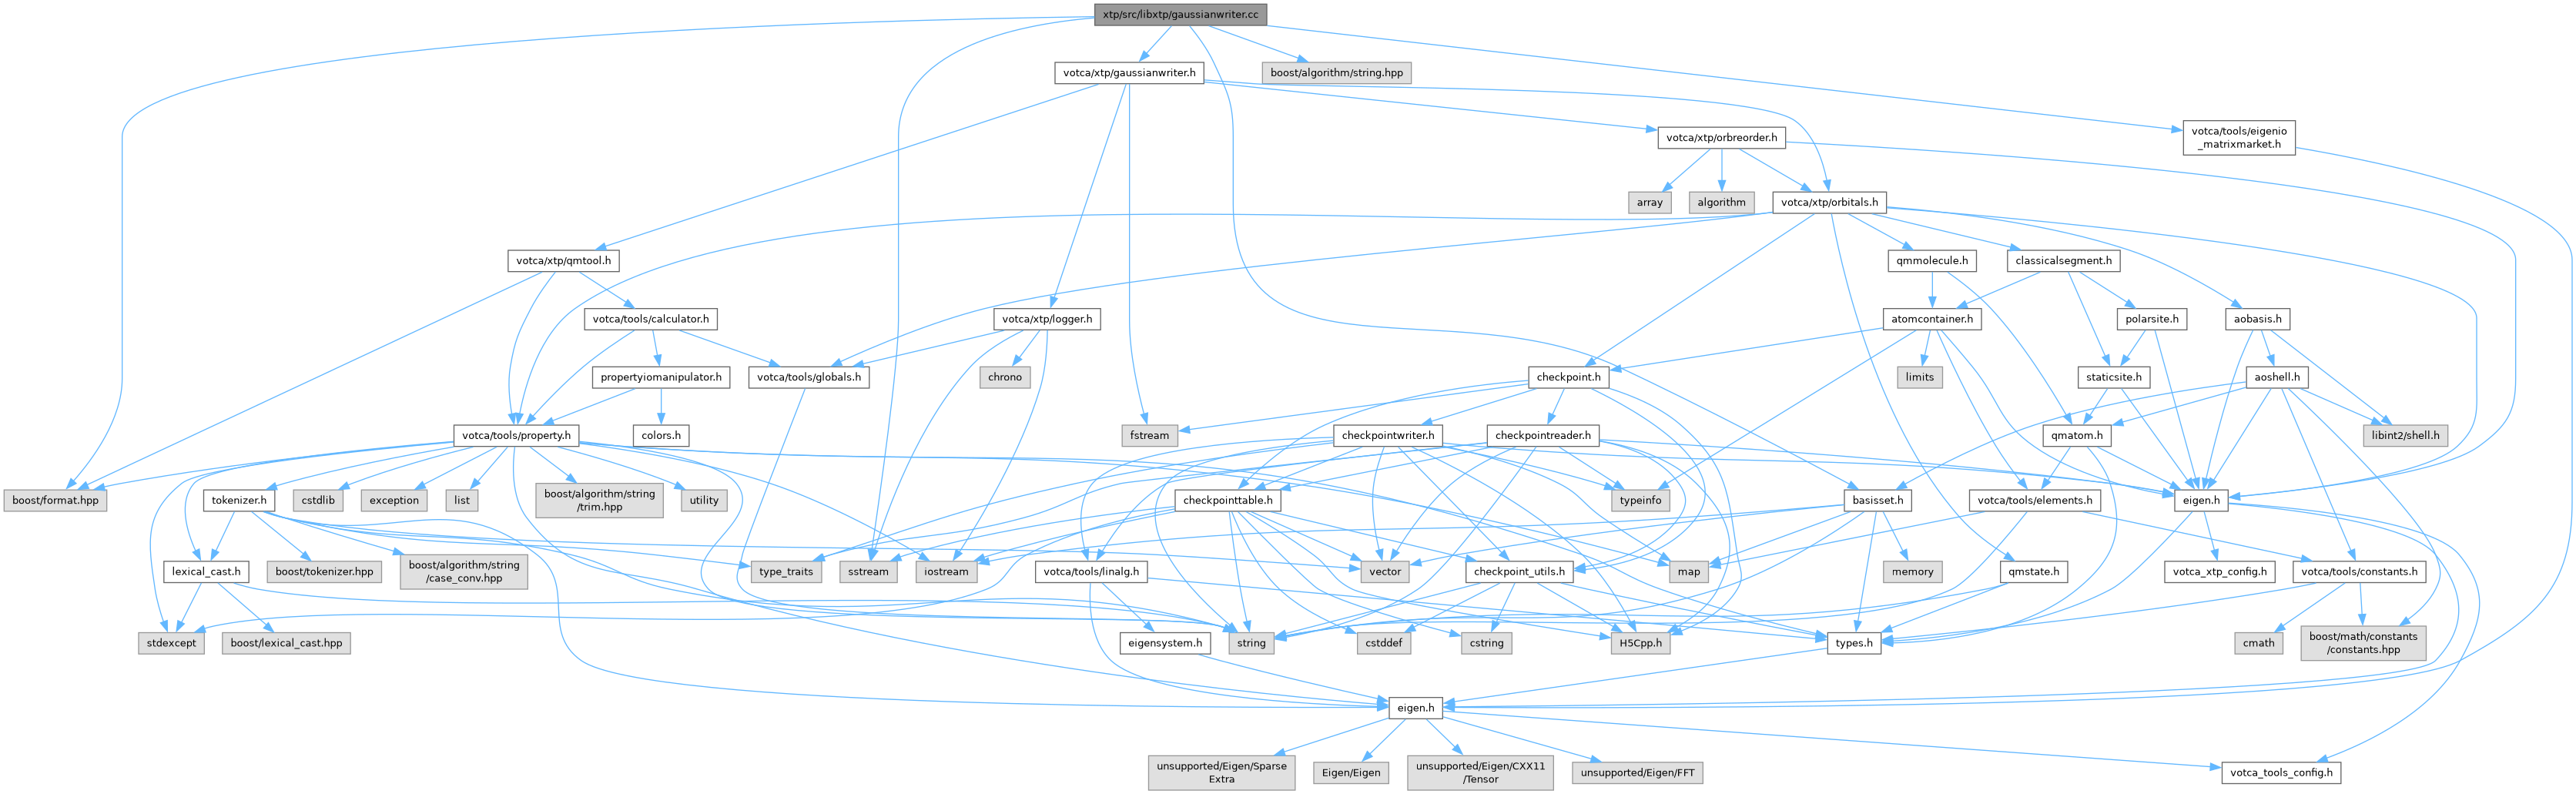 xtp/src/libxtp/gaussianwriter.cc
votca/xtp/gaussianwriter.h
boost/algorithm/string.hpp
votca/xtp/orbreorder.h
votca/tools/eigenio
_matrixmarket.h
array
algorithm
votca/xtp/orbitals.h
votca/xtp/qmtool.h
qmmolecule.h
classicalsegment.h
votca/tools/calculator.h
votca/xtp/logger.h
atomcontainer.h
polarsite.h
aobasis.h
propertyiomanipulator.h
votca/tools/globals.h
chrono
checkpoint.h
limits
staticsite.h
aoshell.h
votca/tools/property.h
colors.h
fstream
checkpointwriter.h
checkpointreader.h
qmatom.h
libint2/shell.h
boost/format.hpp
tokenizer.h
cstdlib
exception
list
boost/algorithm/string
/trim.hpp
utility
checkpointtable.h
typeinfo
basisset.h
votca/tools/elements.h
eigen.h
lexical_cast.h
boost/tokenizer.hpp
boost/algorithm/string
/case_conv.hpp
type_traits
sstream
iostream
votca/tools/linalg.h
vector
checkpoint_utils.h
map
memory
qmstate.h
votca_xtp_config.h
votca/tools/constants.h
stdexcept
boost/lexical_cast.hpp
eigensystem.h
string
cstddef
cstring
H5Cpp.h
types.h
cmath
boost/math/constants
/constants.hpp
eigen.h
unsupported/Eigen/Sparse
Extra
Eigen/Eigen
unsupported/Eigen/CXX11
/Tensor
unsupported/Eigen/FFT
votca_tools_config.h